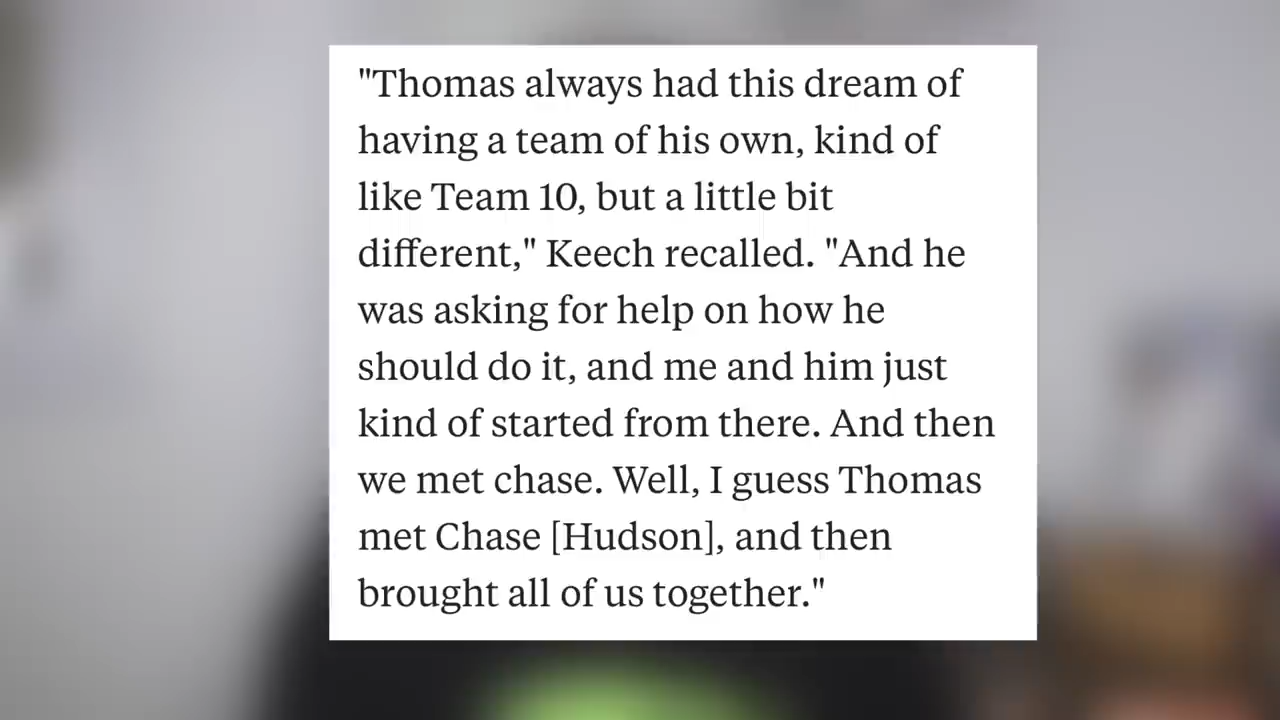 "Thomas always had this dream of
having a team of his own, kind of
like Team 10, but a little bit
different," Keech recalled. "And he
was asking for help on how he
should do it, and me and him just
kind of started from there. And then
we met chase. Well, I guess Thomas
met Chase [Hudson], and then
brought all of us together."